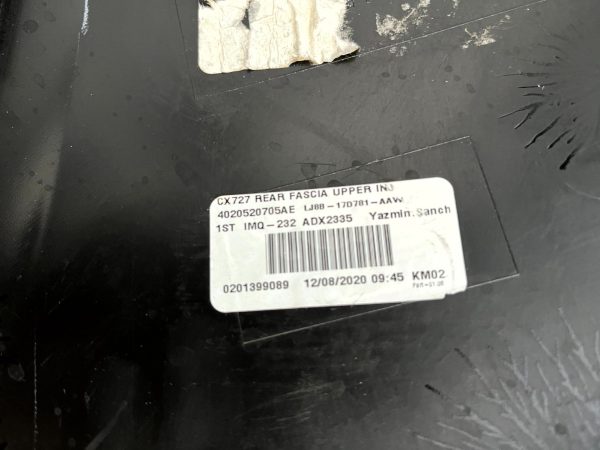 CX727 REAR FASCIA UPPER INJ
4020520705AE LJ8B-17D781-AAW
1ST IMQ-232 ADX2335 Yazmin.Sanch
0201399089 12/08/2020 09:45 KM02